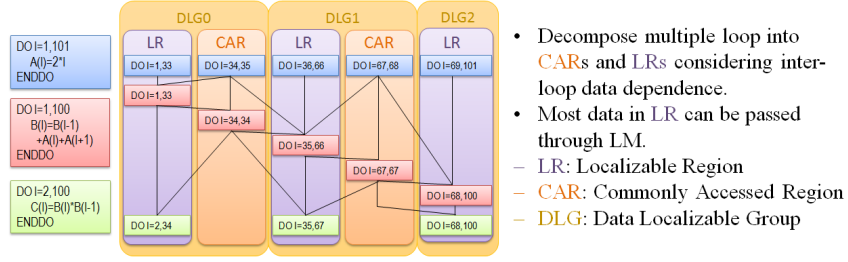 DLG0 DLG1 DLG2
LR CAR LR CAR LR
DO I=1,101
A(I)=2*I
ENDDO
DO I=1,33 DO I=34,35 DO I=36,66 DO I=67,68 DO I=69,101
DO I=1,100
B(I)=B(I-1)
+A(I)+A(I+1)
ENDDO
DO I=1,33
DO I=34,34
DO I=35,66
DO I=67,67
DO I=68,100
DO I=2,100
C(I)=B(I)*B(I-1)
ENDDO
DO I=2,34 DO I=35,67 DO I=68,100
• Decompose multiple loop into
CARs and LRs considering inter-
loop data dependence.
• Most data in LR can be passed
through LM.
– LR: Localizable Region
– CAR: Commonly Accessed Region
– DLG: Data Localizable Group